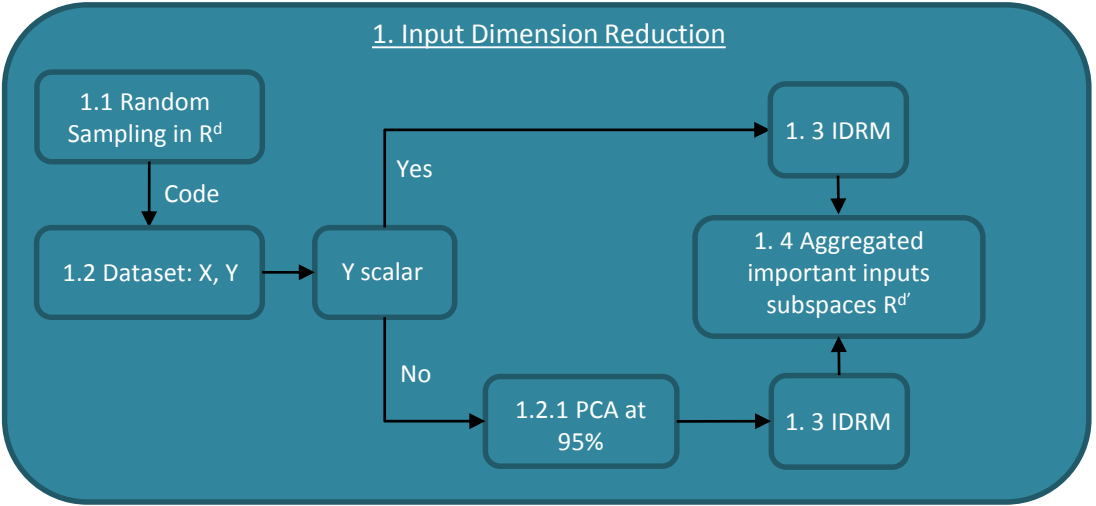 1. Input Dimension Reduction
1.1 Random
Sampling in Rᵈ
Code
1.2 Dataset: X, Y
Y scalar
Yes
1. 3 IDRM
1. 4 Aggregated
important inputs
subspaces Rᵈ′
No
1.2.1 PCA at
95%
1. 3 IDRM